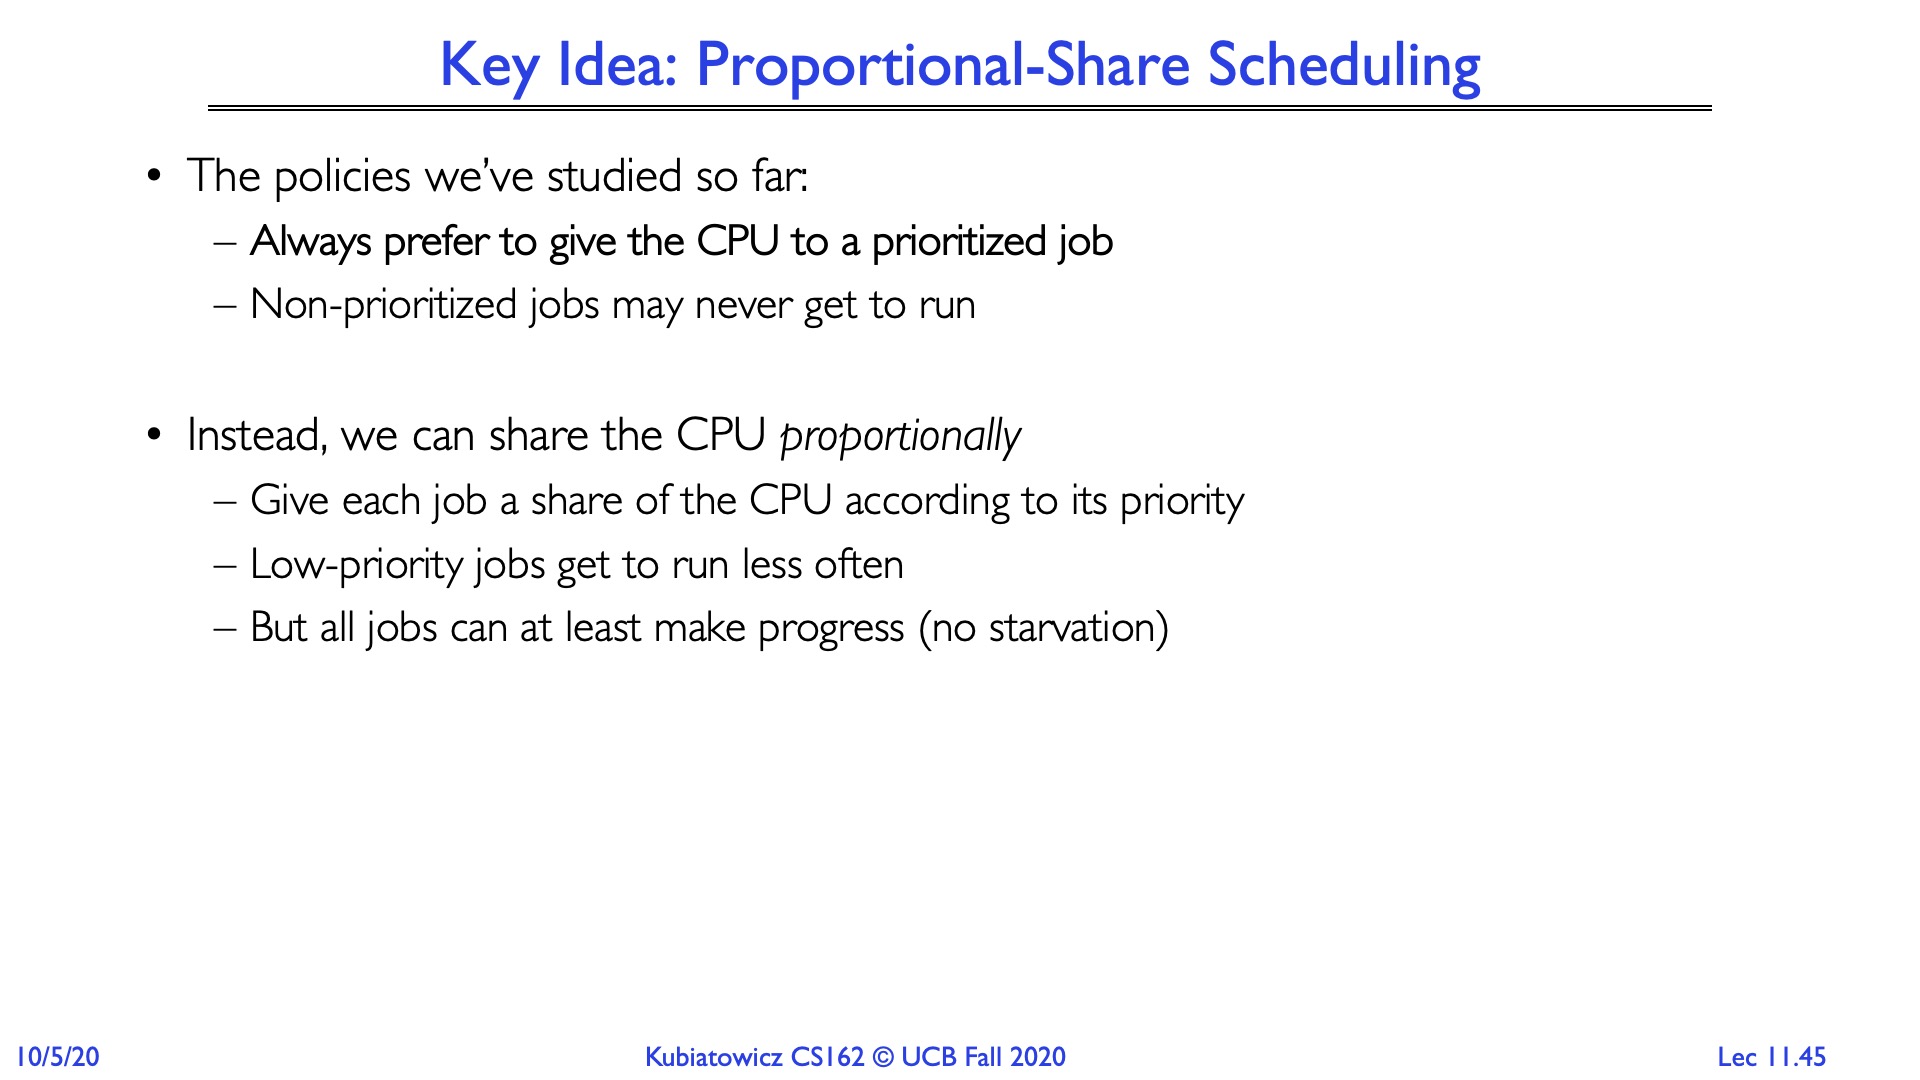 Key Idea: Proportional-Share Scheduling
• The policies we’ve studied so far:
– Always prefer to give the CPU to a prioritized job
– Non-prioritized jobs may never get to run
• Instead, we can share the CPU proportionally
– Give each job a share of the CPU according to its priority
– Low-priority jobs get to run less often
– But all jobs can at least make progress (no starvation)
10/5/20
Kubiatowicz CS162 © UCB Fall 2020
Lec 11.45